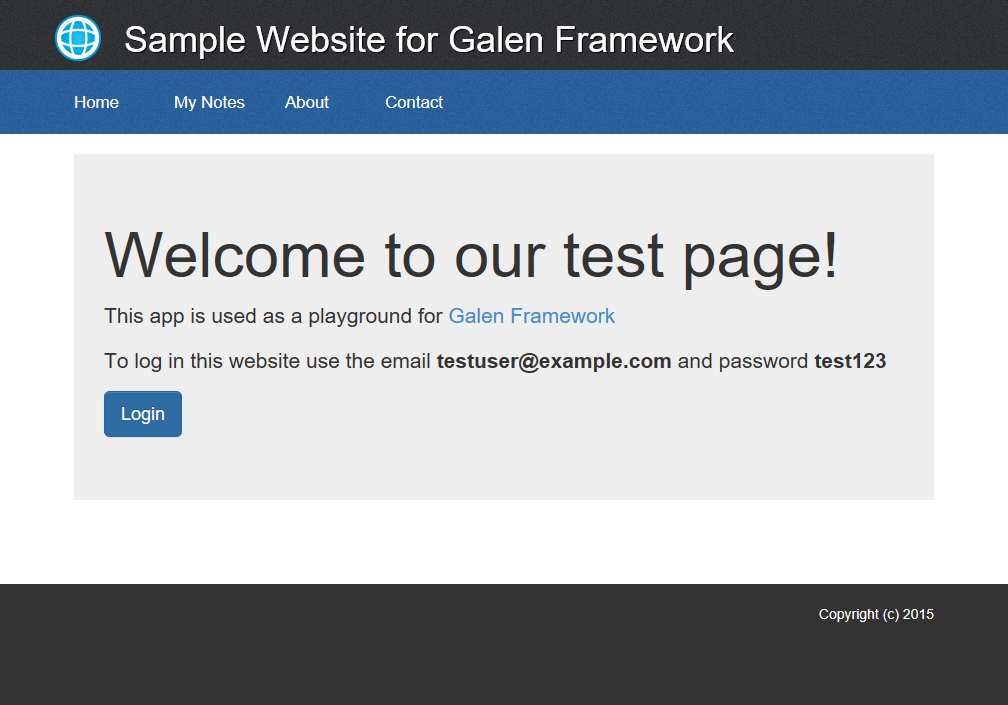 Sample Website for Galen Framework
Home My Notes About Contact
Welcome to our test page!
This app is used as a playground for Galen Framework
To log in this website use the email testuser@example.com and password test123
Login
Copyright (c) 2015